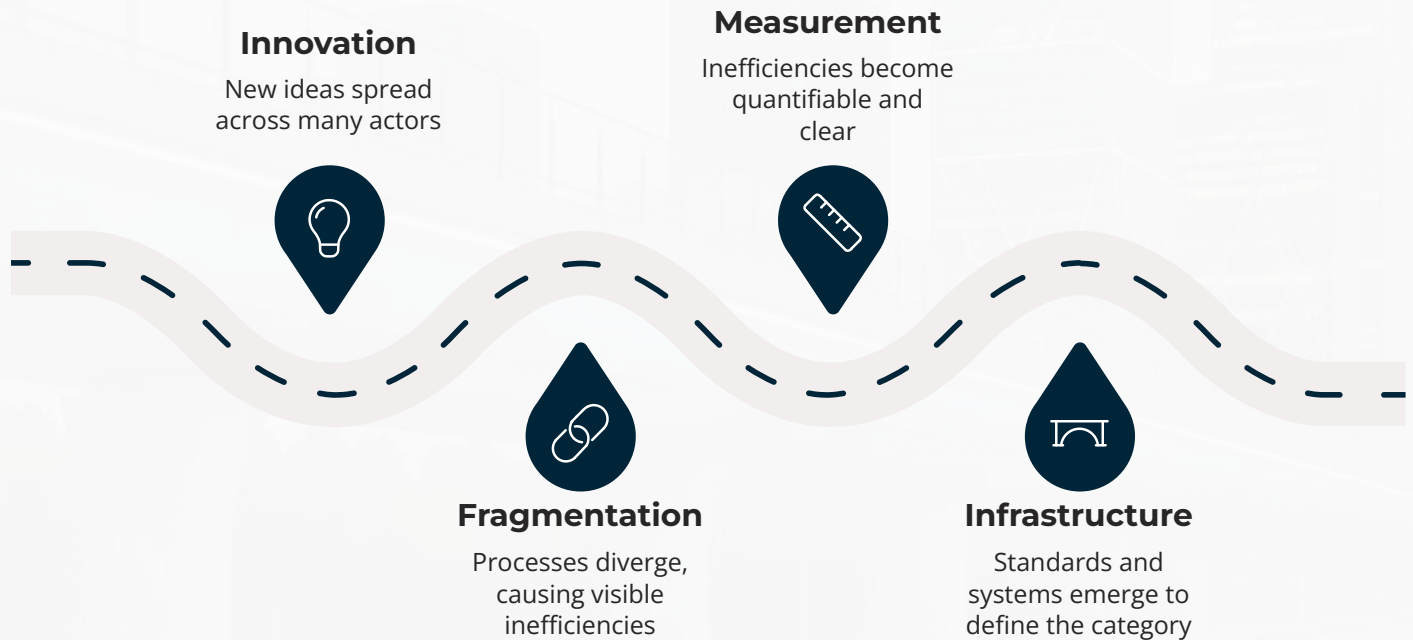 Innovation
New ideas spread
across many actors
Fragmentation
Processes diverge,
causing visible
inefficiencies
Measurement
Inefficiencies become
quantifiable and
clear
Infrastructure
Standards and
systems emerge to
define the category